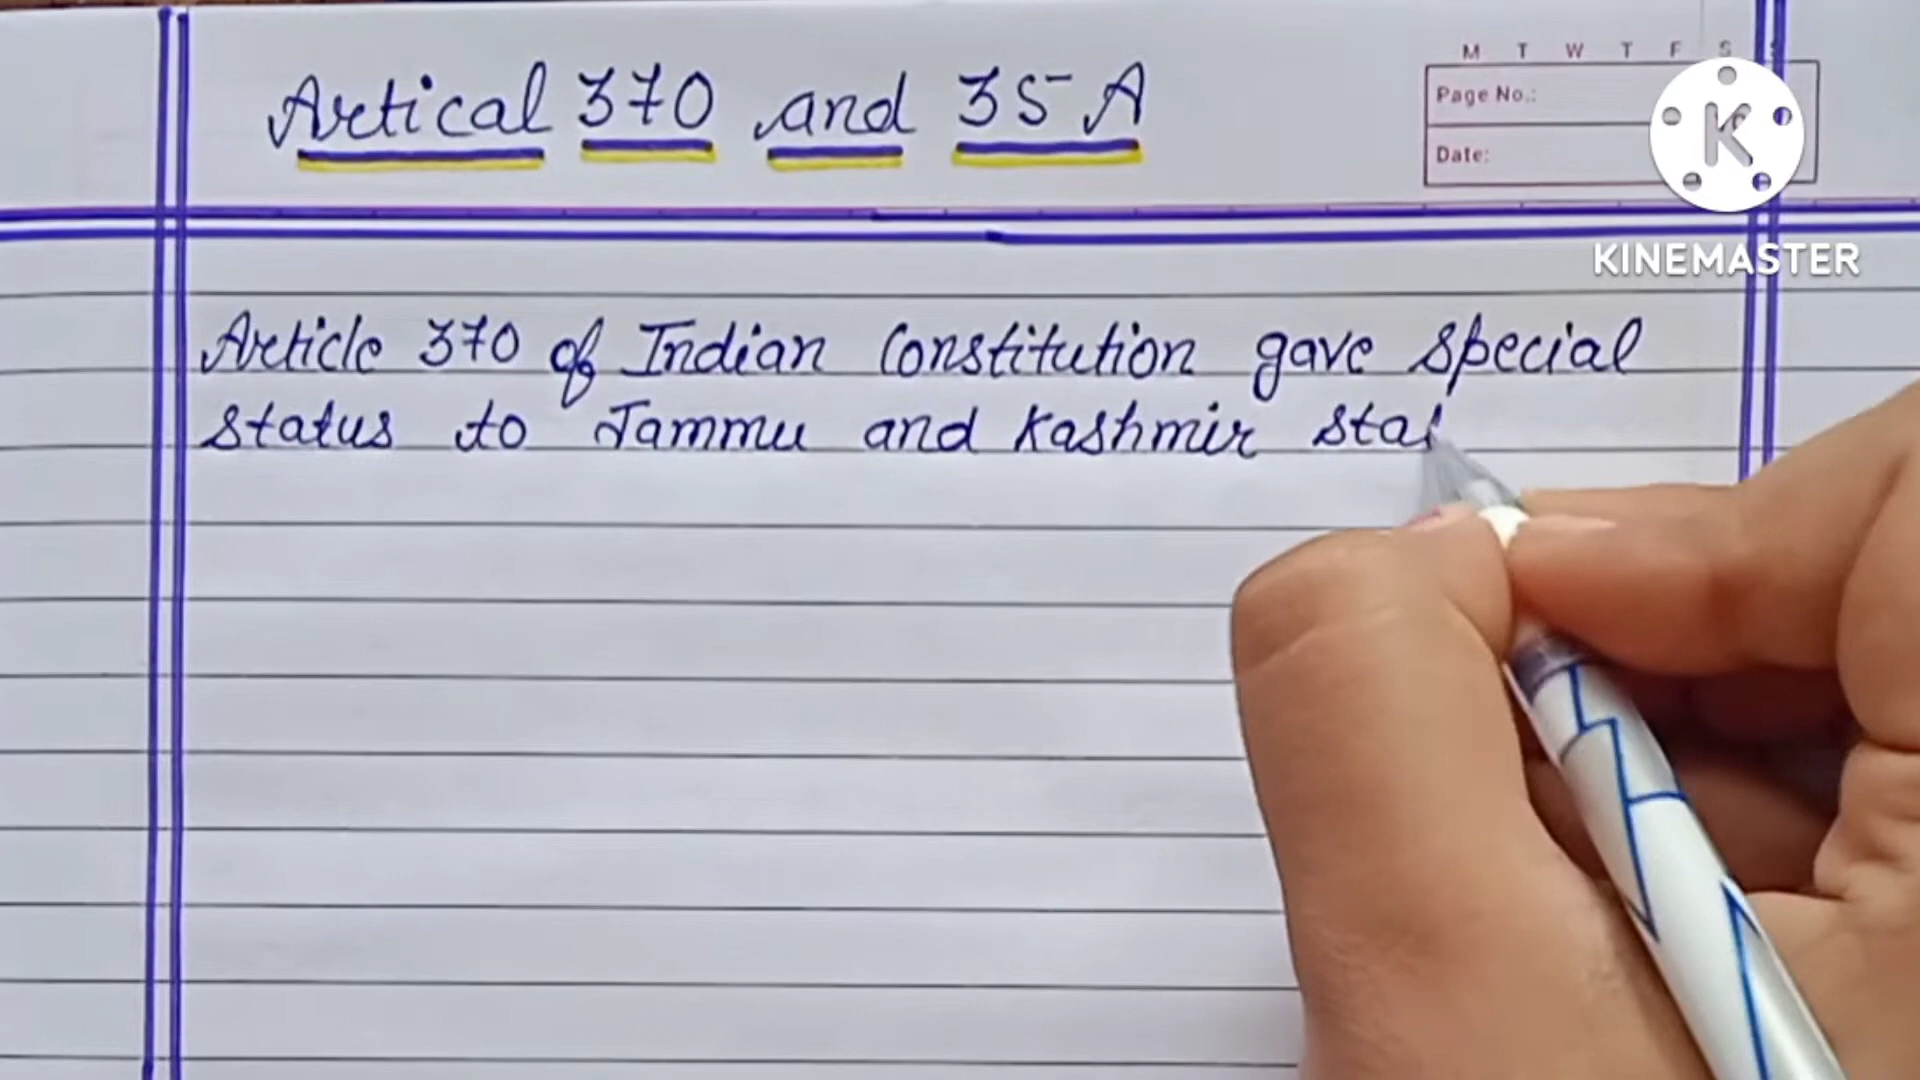 Artical 370 and 35-A
M T W T F S
Page No.:
Date:
K
KINEMASTER
Article 370 of Indian Constitution gave special
status to Jammu and Kashmir stat